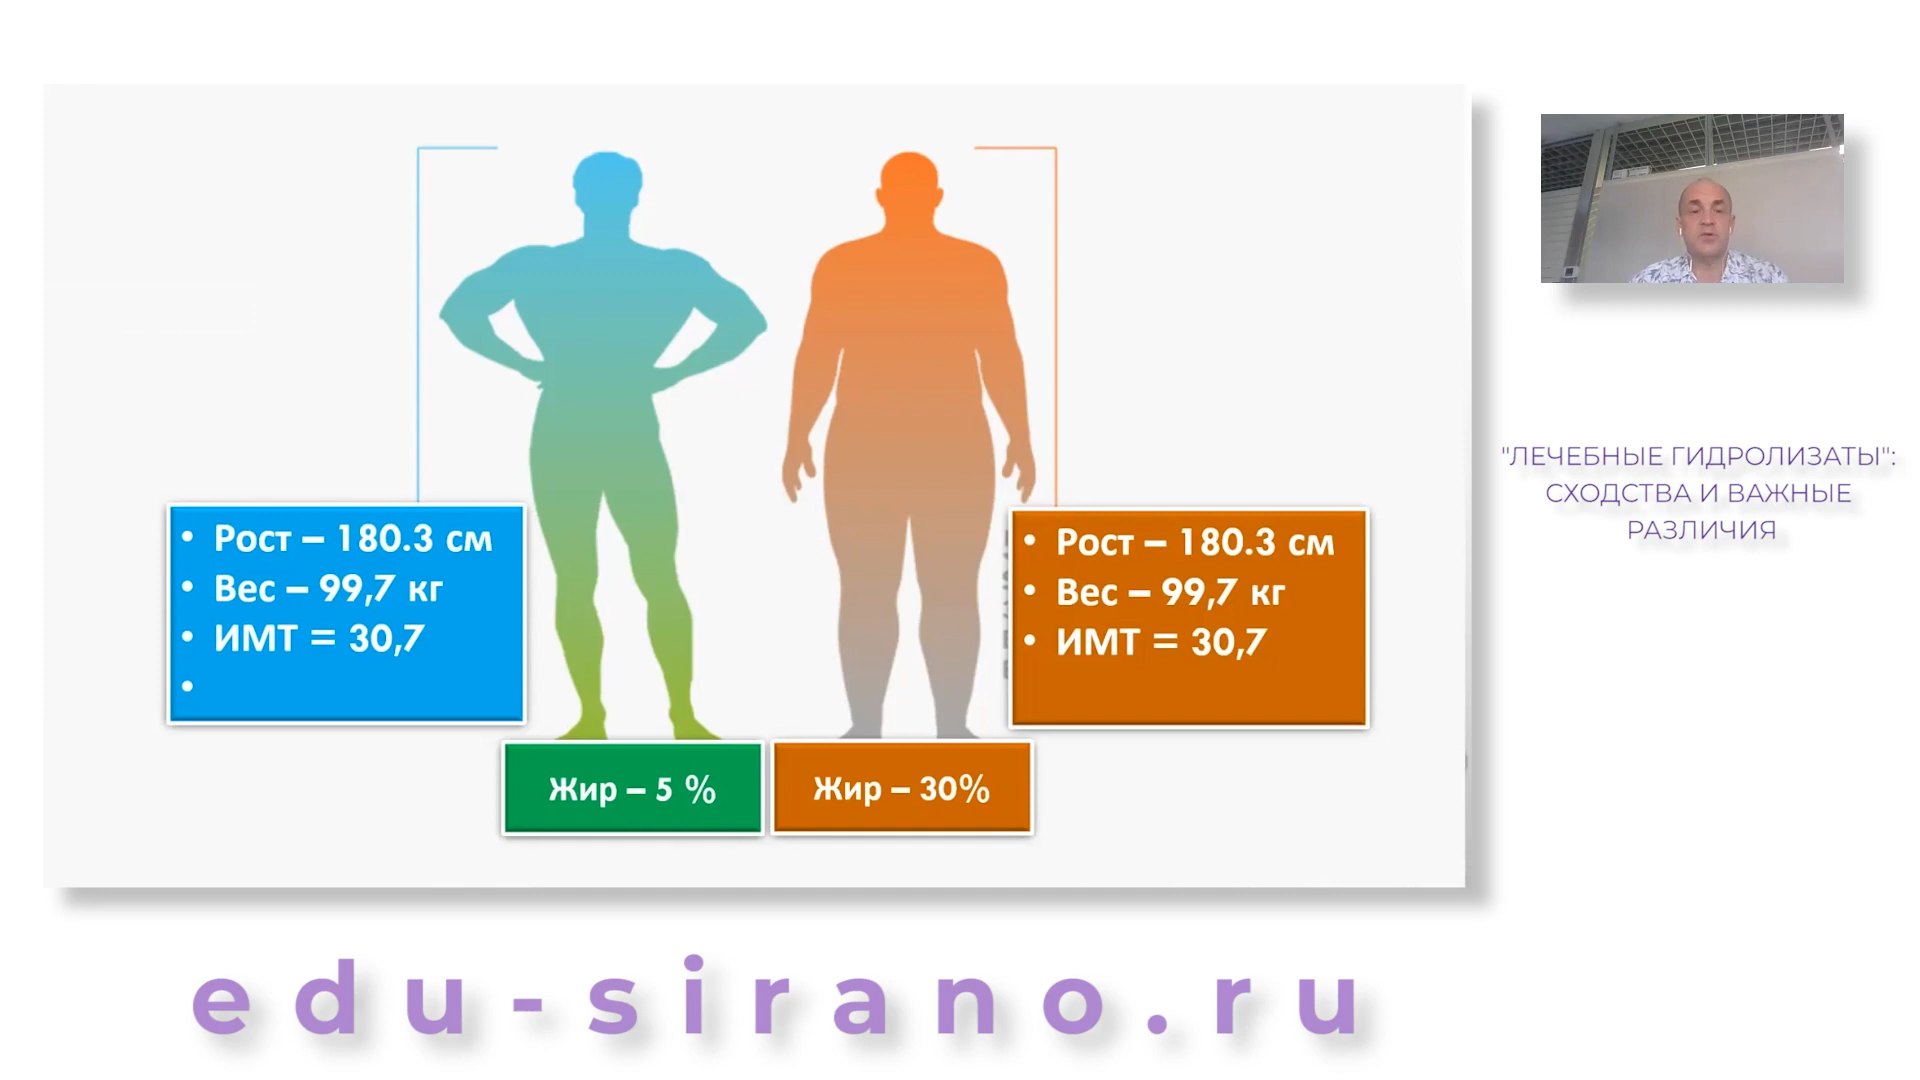 • Рост – 180.3 см
• Вес – 99,7 кг
• ИМТ = 30,7
•
• Рост – 180.3 см
• Вес – 99,7 кг
• ИМТ = 30,7
Жир – 5 %
Жир – 30%
"ЛЕЧЕБНЫЕ ГИДРОЛИЗАТЫ":
СХОДСТВА И ВАЖНЫЕ
РАЗЛИЧИЯ
edu-sirano.ru